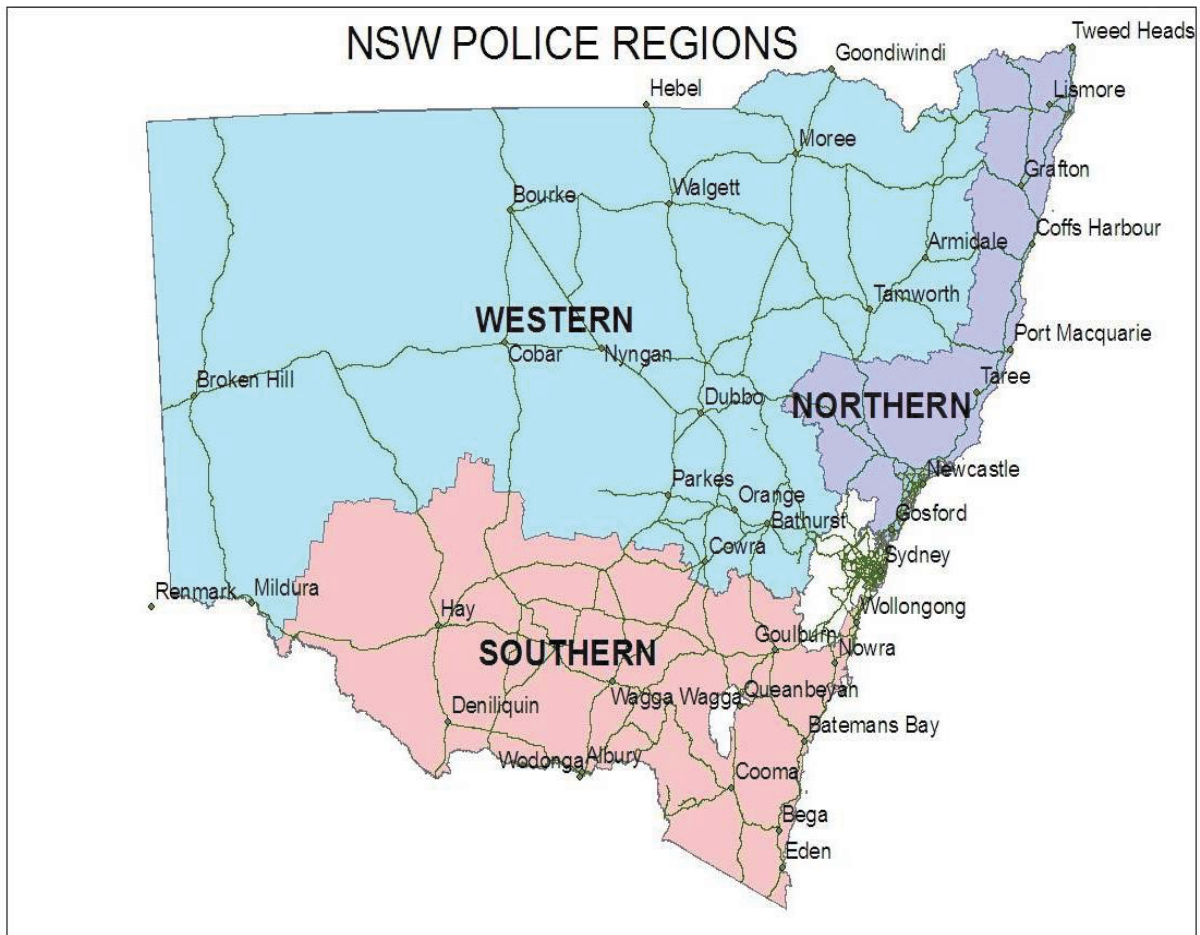 NSW POLICE REGIONS
Tweed Heads
Goondiwindi
Hebel
Lismore
Moree
Grafton
Bourke
Walgett
Coffs Harbour
Armidale
Tamworth
WESTERN
Port Macquarie
Cobar
Nyngan
Broken Hill
Taree
Dubbo
NORTHERN
Newcastle
Parkes
Orange
Gosford
Bathurst
Cowra
Sydney
Renmark
Mildura
Hay
Wollongong
Goulburn
SOUTHERN
Nowra
Wagga Wagga
Queanbeyan
Deniliquin
Batemans Bay
Wodonga
Albury
Cooma
Bega
Eden